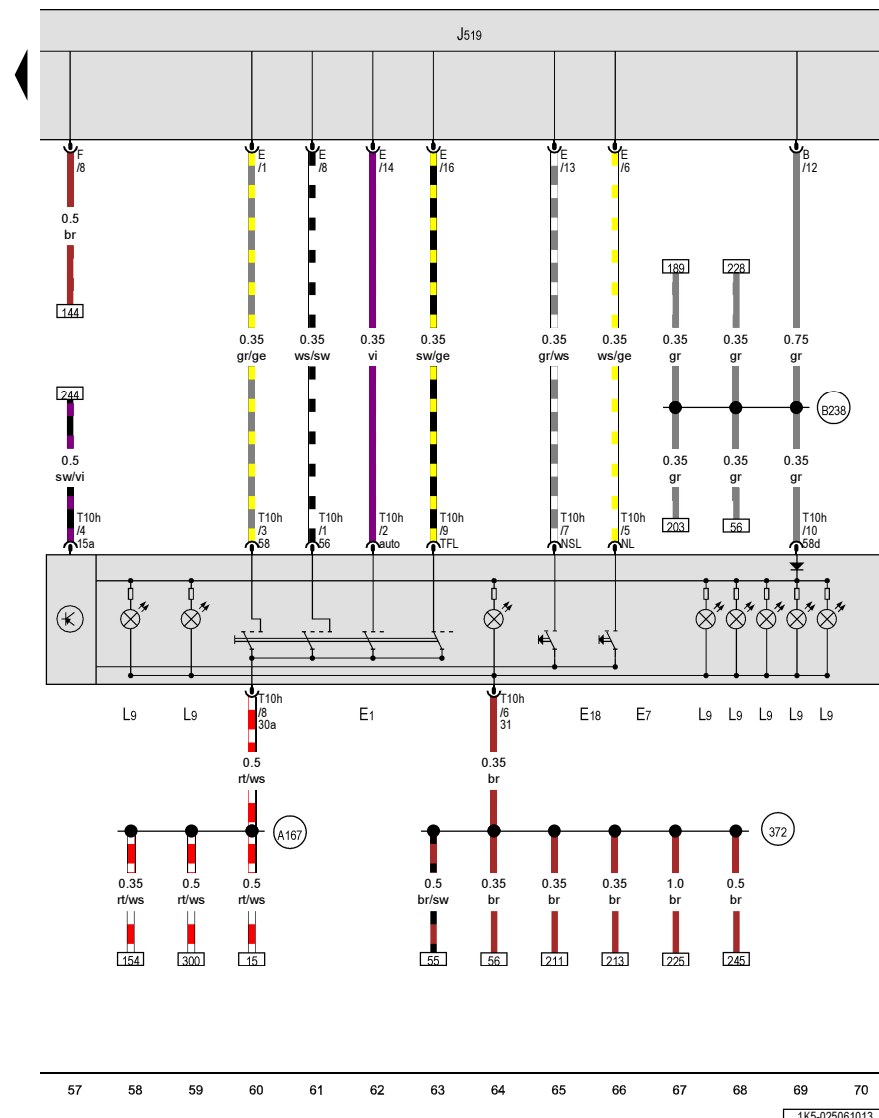 J519
F E E E E E E B
/8 /1 /8 /14 /16 /13 /6 /12
0.5
br
189 228
144
0.35 0.35 0.35 0.35 0.35 0.35 0.35 0.35 0.75
gr/ge ws/sw vi sw/ge gr/ws ws/ge gr gr gr
244
B238
0.5 0.35 0.35 0.35
sw/vi gr gr gr
T10h T10h T10h T10h T10h T10h T10h T10h
/4 /3 /1 /2 /9 /7 /5 203 56 /10
15a 58 56 auto TFL NSL NL 58d
T10h T10h
/8 /6
30a 31
L9 L9 E1 E18 E7 L9 L9 L9 L9 L9
0.5 0.35
rt/ws br
A167 372
0.35 0.5 0.5 0.5 0.35 0.35 0.35 1.0 0.5
rt/ws rt/ws rt/ws br/sw br br br br br
154 300 15 55 56 211 213 225 245
57 58 59 60 61 62 63 64 65 66 67 68 69 70
1K5-025061013